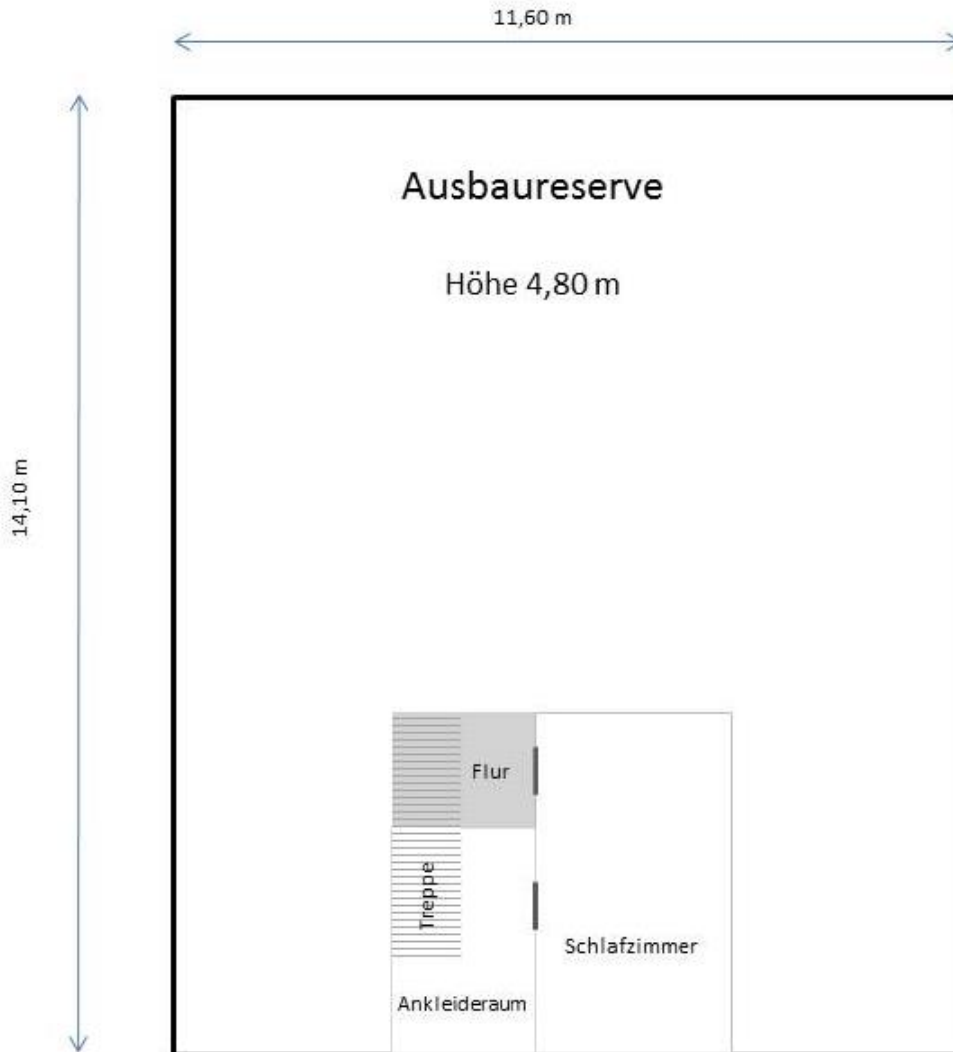 11,60 m
Ausbaureserve
Höhe 4,80 m
14,10 m
Flur
Treppe
Schlafzimmer
Ankleideraum